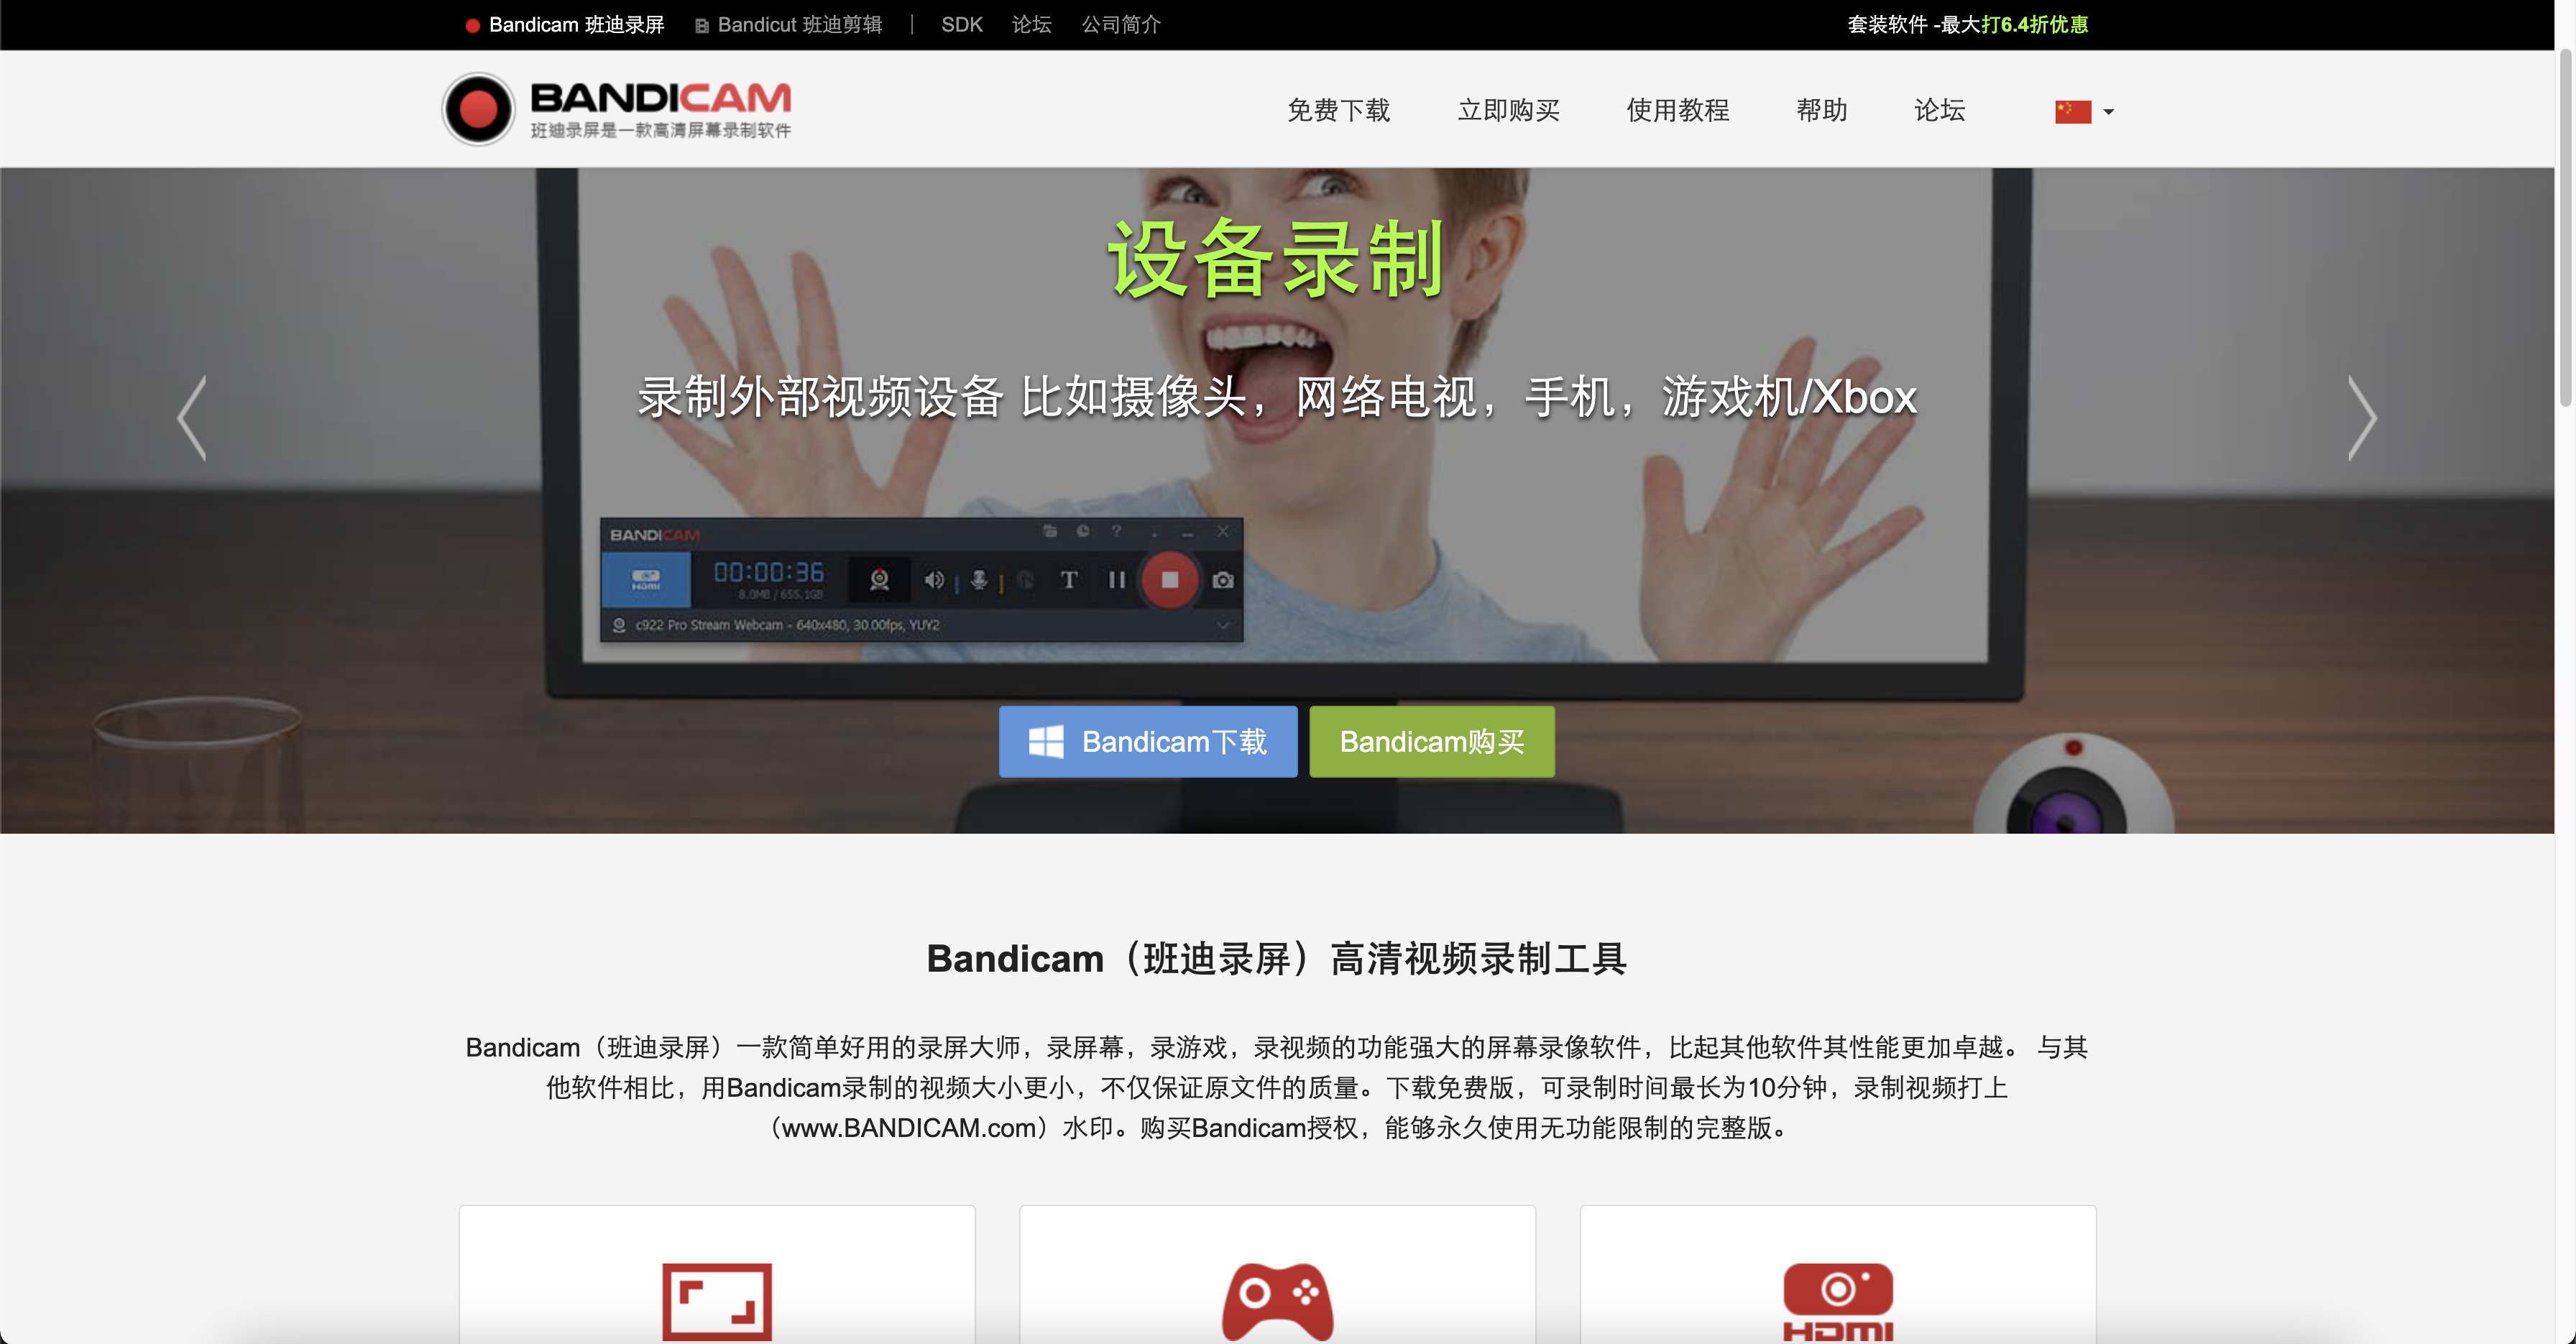 Bandicam 班迪录屏
Bandicut 班迪剪辑
SDK
论坛
公司简介
套装软件 -最大打6.4折优惠
BANDICAM
班迪录屏是一款高清屏幕录制软件
免费下载
立即购买
使用教程
帮助
论坛
设备录制
录制外部视频设备 比如摄像头，网络电视，手机，游戏机/Xbox
BANDICAM
HDMI
00:00:36
8.0MB / 655.1GB
T
c922 Pro Stream Webcam - 640x480, 30.00fps, YUY2
Bandicam下载
Bandicam购买
Bandicam（班迪录屏）高清视频录制工具
Bandicam（班迪录屏）一款简单好用的录屏大师，录屏幕，录游戏，录视频的功能强大的屏幕录像软件，比起其他软件其性能更加卓越。 与其
他软件相比，用Bandicam录制的视频大小更小，不仅保证原文件的质量。下载免费版，可录制时间最长为10分钟，录制视频打上
（www.BANDICAM.com）水印。购买Bandicam授权，能够永久使用无功能限制的完整版。
HDMI